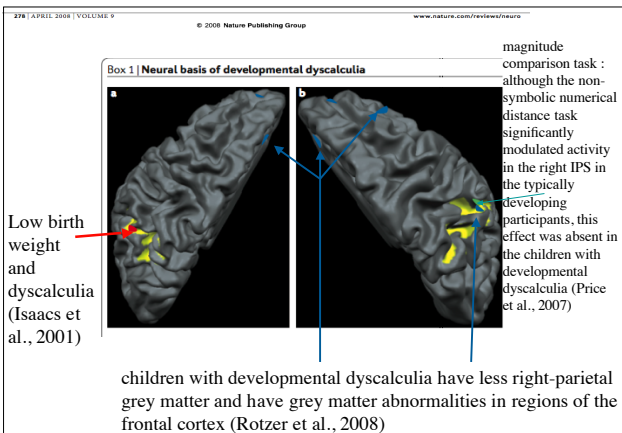 278 | APRIL 2008 | VOLUME 9
www.nature.com/reviews/neuro
© 2008 Nature Publishing Group
Box 1 | Neural basis of developmental dyscalculia
a
b
magnitude
comparison task :
although the non-
symbolic numerical
distance task
significantly
modulated activity
in the right IPS in
the typically
developing
participants, this
effect was absent in
the children with
developmental
dyscalculia (Price
et al., 2007)
Low birth
weight
and
dyscalculia
(Isaacs et
al., 2001)
children with developmental dyscalculia have less right-parietal
grey matter and have grey matter abnormalities in regions of the
frontal cortex (Rotzer et al., 2008)